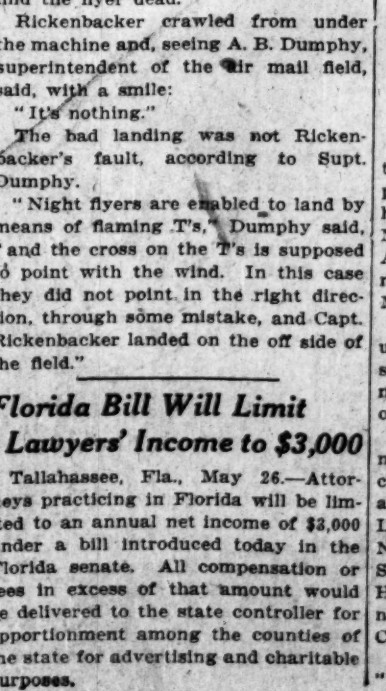 Rickenbacker crawled from under
the machine and, seeing A. B. Dumphy,
superintendent of the air mail field,
said, with a smile:
"It's nothing."
The bad landing was not Ricken-
backer's fault, according to Supt.
Dumphy.
"Night flyers are enabled to land by
means of flaming T's," Dumphy said,
"and the cross on the T's is supposed
to point with the wind. In this case
they did not point in the right direc-
tion, through some mistake, and Capt.
Rickenbacker landed on the off side of
the field."
Florida Bill Will Limit
Lawyers' Income to $3,000
Tallahassee, Fla., May 26.—Attor-
neys practicing in Florida will be lim-
ited to an annual net income of $3,000
under a bill introduced today in the
Florida senate. All compensation or
fees in excess of that amount would
be delivered to the state controller for
apportionment among the counties of
the state for advertising and charitable
purposes.